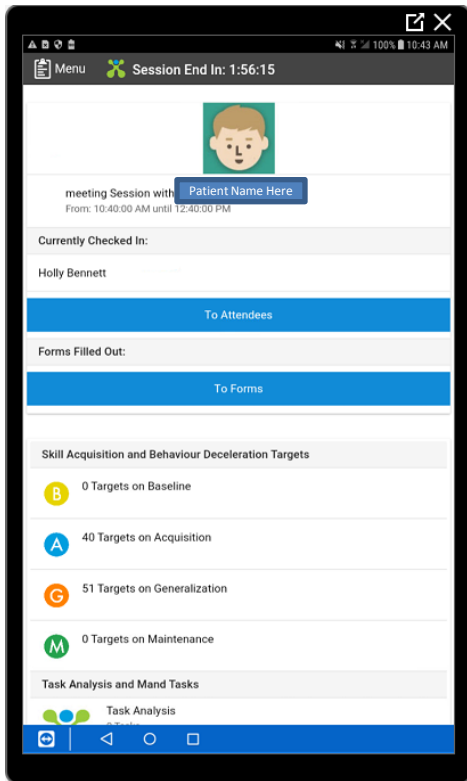 100% 10:43 AM
Menu Session End In: 1:56:15
meeting Session with Patient Name Here
From: 10:40:00 AM until 12:40:00 PM
Currently Checked In:
Holly Bennett
To Attendees
Forms Filled Out:
To Forms
Skill Acquisition and Behaviour Deceleration Targets
B 0 Targets on Baseline
A 40 Targets on Acquisition
G 51 Targets on Generalization
M 0 Targets on Maintenance
Task Analysis and Mand Tasks
Task Analysis
0 Tasks